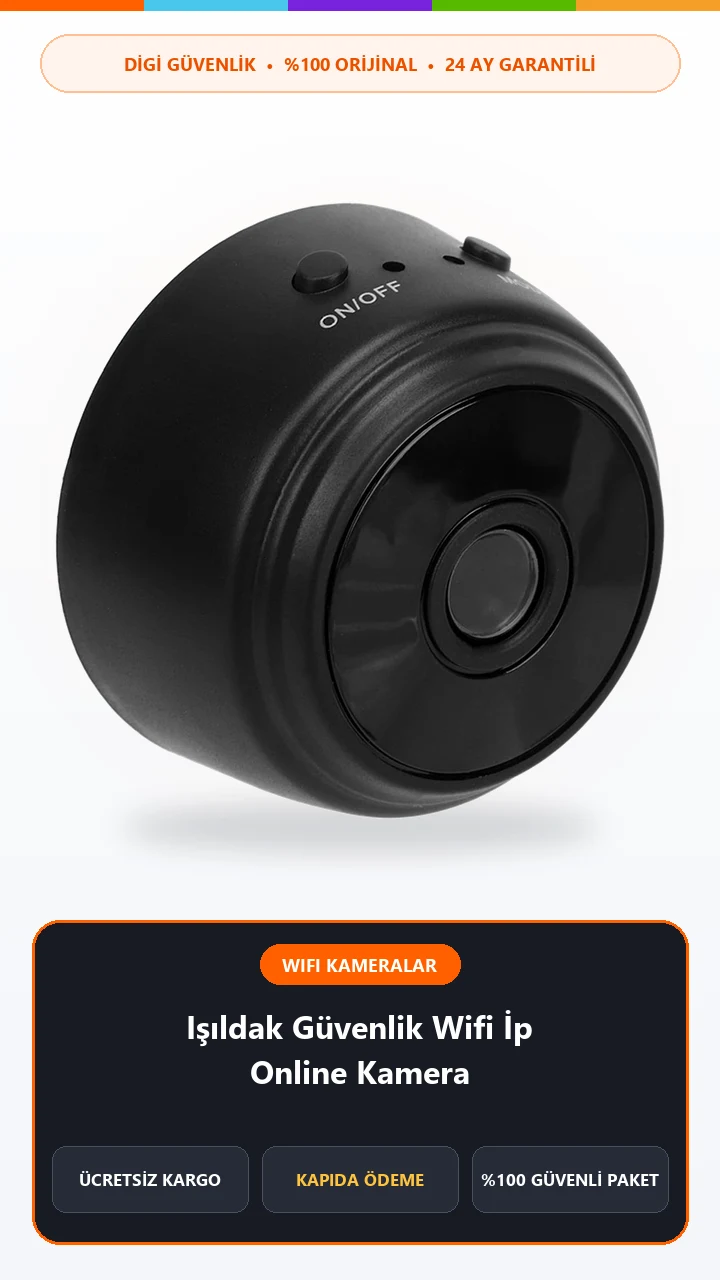 DİGİ GÜVENLİK • %100 ORİJİNAL • 24 AY GARANTİLİ
ON/OFF
WIFI KAMERALAR
Işıldak Güvenlik Wifi İp
Online Kamera
ÜCRETSİZ KARGO
KAPIDA ÖDEME
%100 GÜVENLİ PAKET